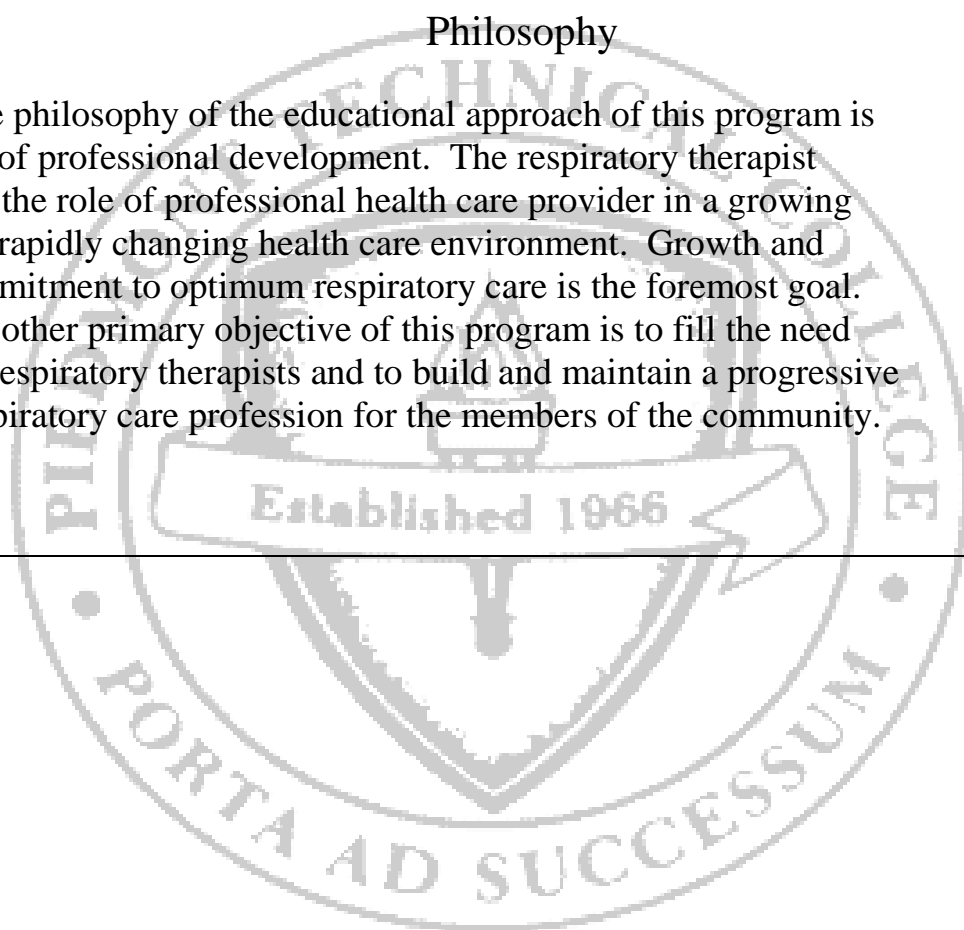 Philosophy
e philosophy of the educational approach of this program is
of professional development.  The respiratory therapist
the role of professional health care provider in a growing
rapidly changing health care environment.  Growth and
mitment to optimum respiratory care is the foremost goal.
other primary objective of this program is to fill the need
espiratory therapists and to build and maintain a progressive
piratory care profession for the members of the community.
PIEDMONT TECHNICAL COLLEGE
Established 1966
PORTA AD SUCCESSUM